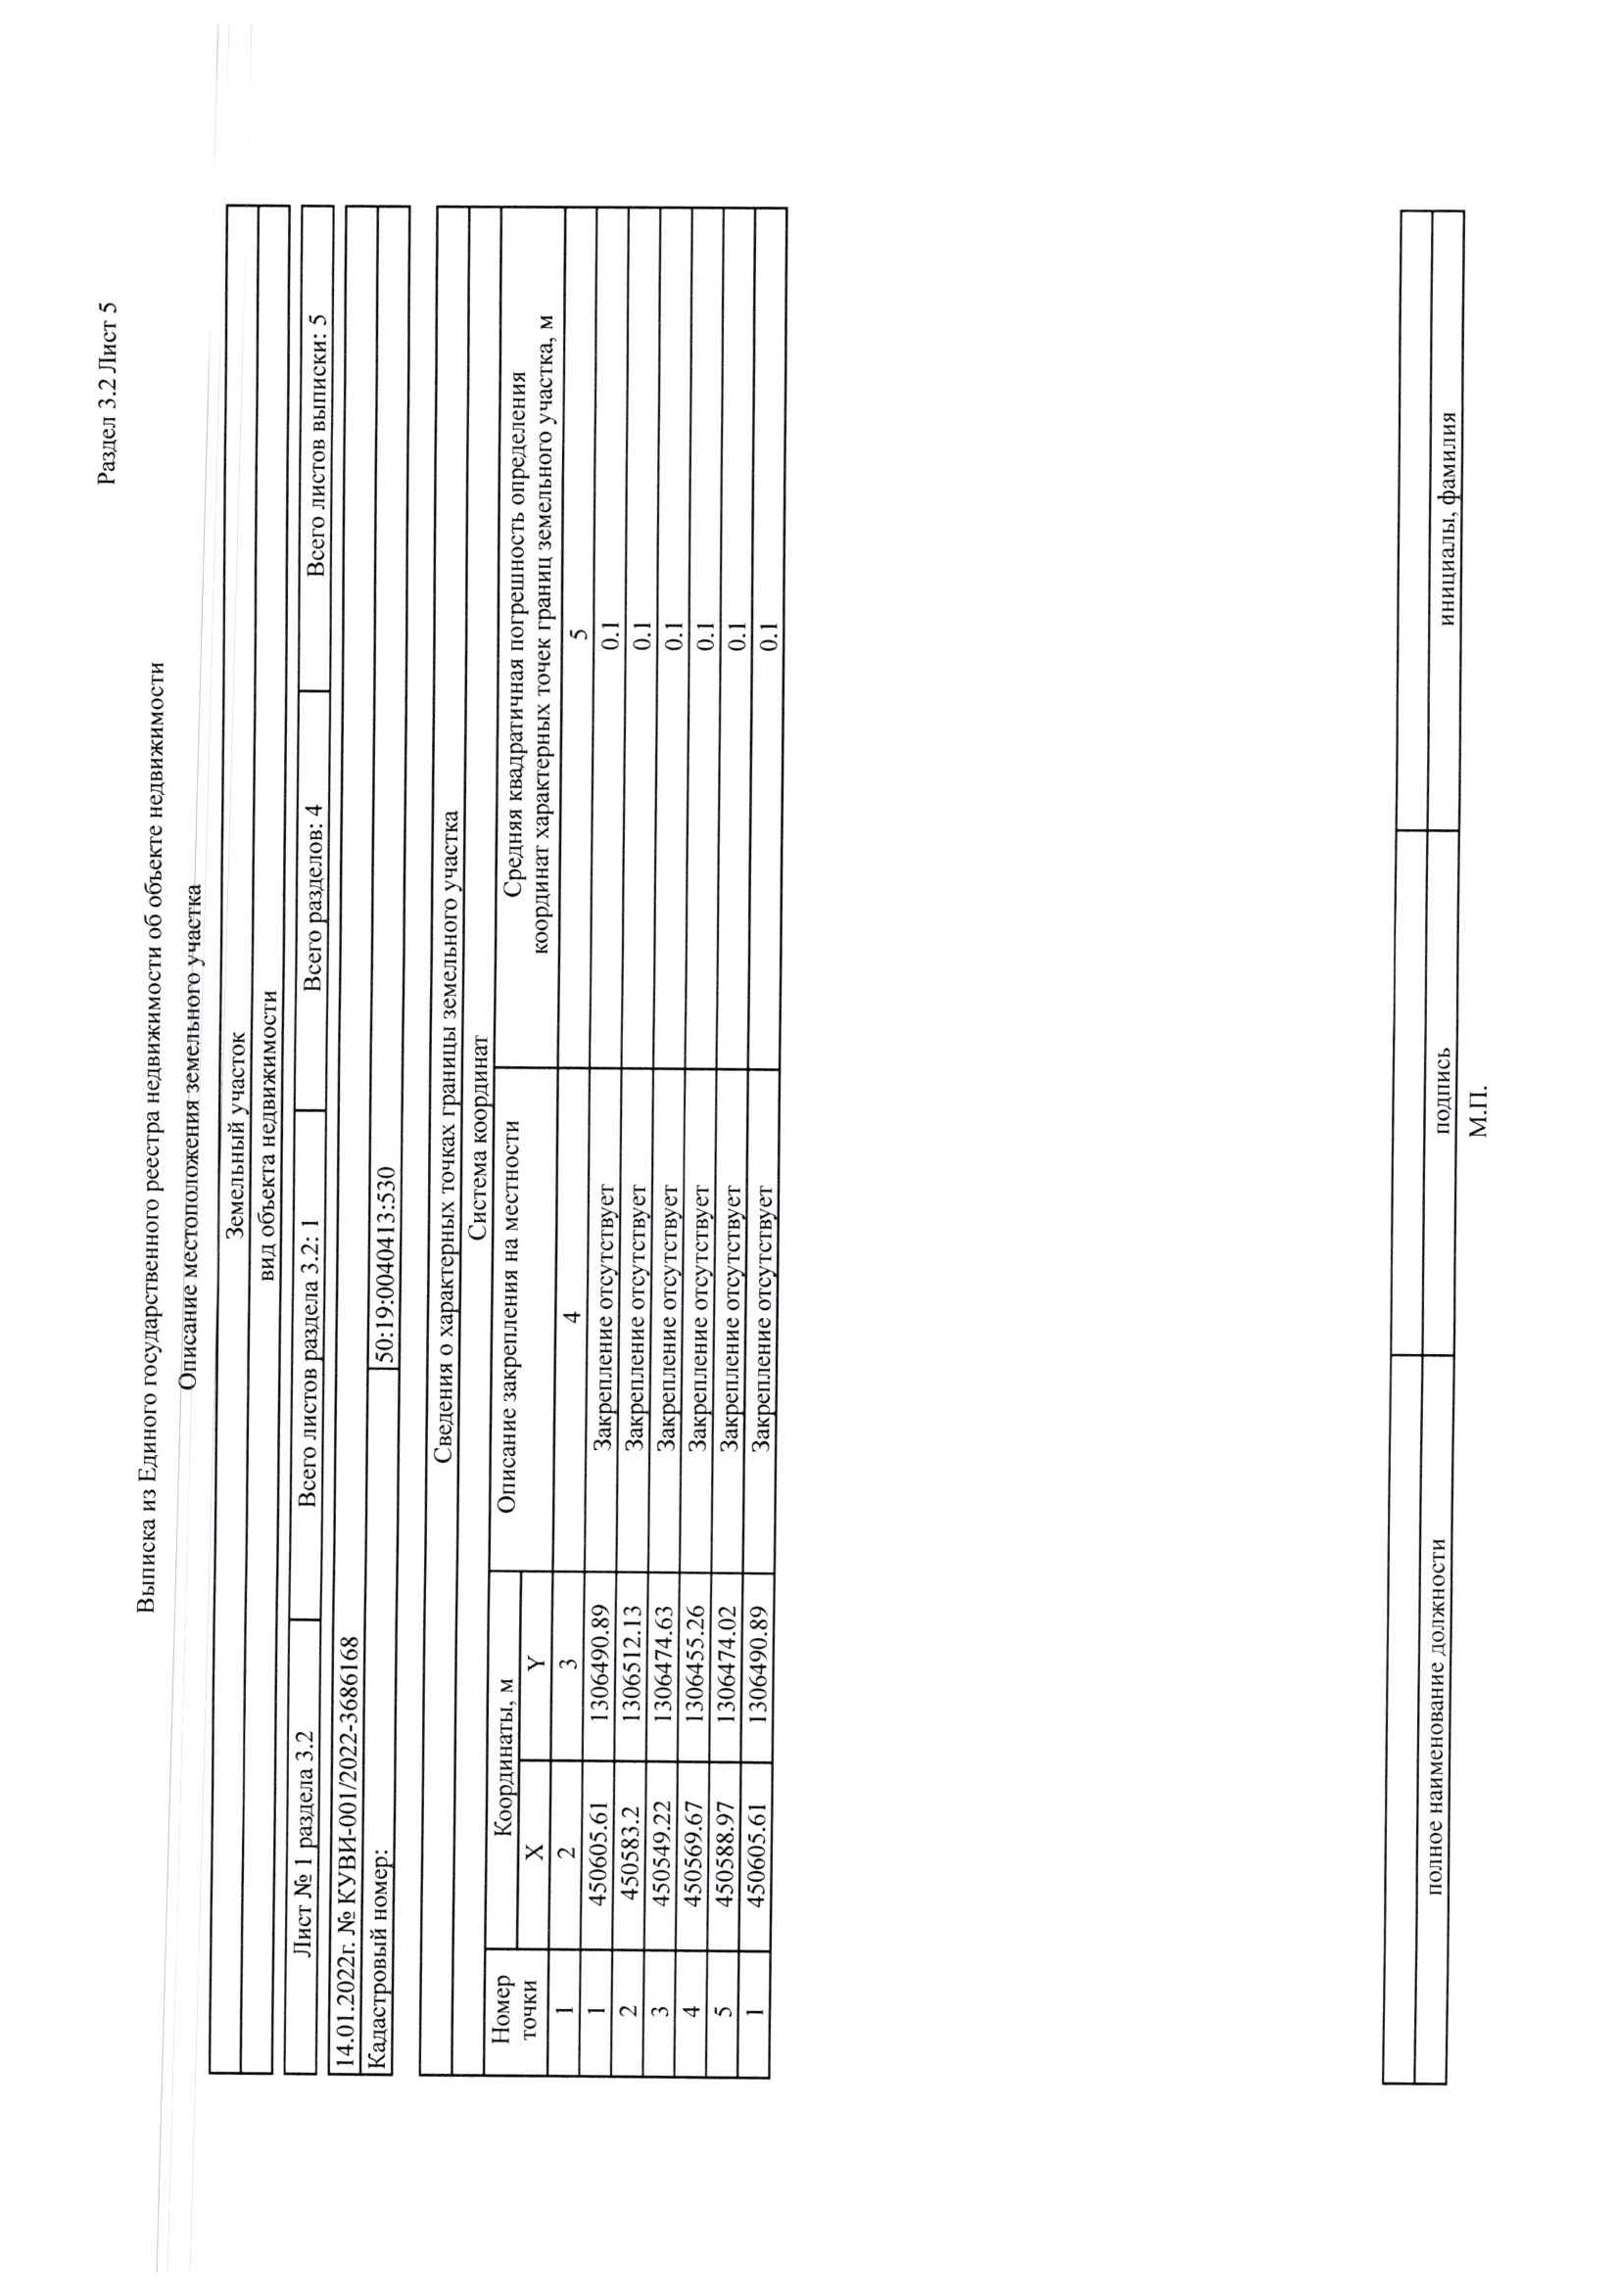 Раздел 3.2 Лист 5
Выписка из Единого государственного реестра недвижимости об объекте недвижимости
Описание местоположения земельного участка
Земельный участок
вид объекта недвижимости
Лист № 1 раздела 3.2 Всего листов раздела 3.2: 1 Всего разделов: 4 Всего листов выписки: 5
14.01.2022г. № КУВИ-001/2022-3686168
Кадастровый номер: 50:19:0040413:530
Сведения о характерных точках границы земельного участка
Система координат
Номер точки Координаты, м Описание закрепления на местности Средняя квадратичная погрешность определения
координат характерных точек границ земельного участка, м
X Y
1 2 3 4 5
1 450605.61 1306490.89 Закрепление отсутствует 0.1
2 450583.2 1306512.13 Закрепление отсутствует 0.1
3 450549.22 1306474.63 Закрепление отсутствует 0.1
4 450569.67 1306455.26 Закрепление отсутствует 0.1
5 450588.97 1306474.02 Закрепление отсутствует 0.1
1 450605.61 1306490.89 Закрепление отсутствует 0.1
полное наименование должности подпись инициалы, фамилия
М.П.